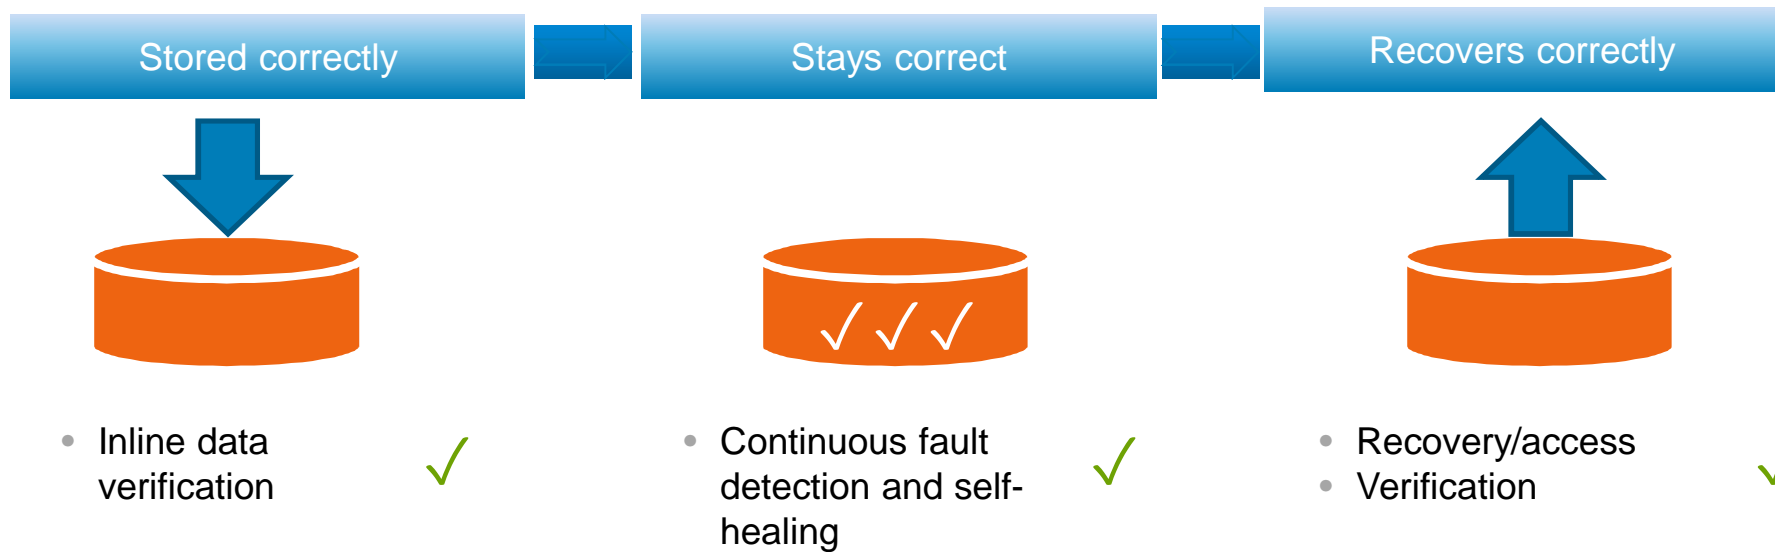 Stored correctly
Stays correct
Recovers correctly
✓ ✓ ✓
• Inline data
verification
✓
• Continuous fault
detection and self-
healing
✓
• Recovery/access
• Verification
✓